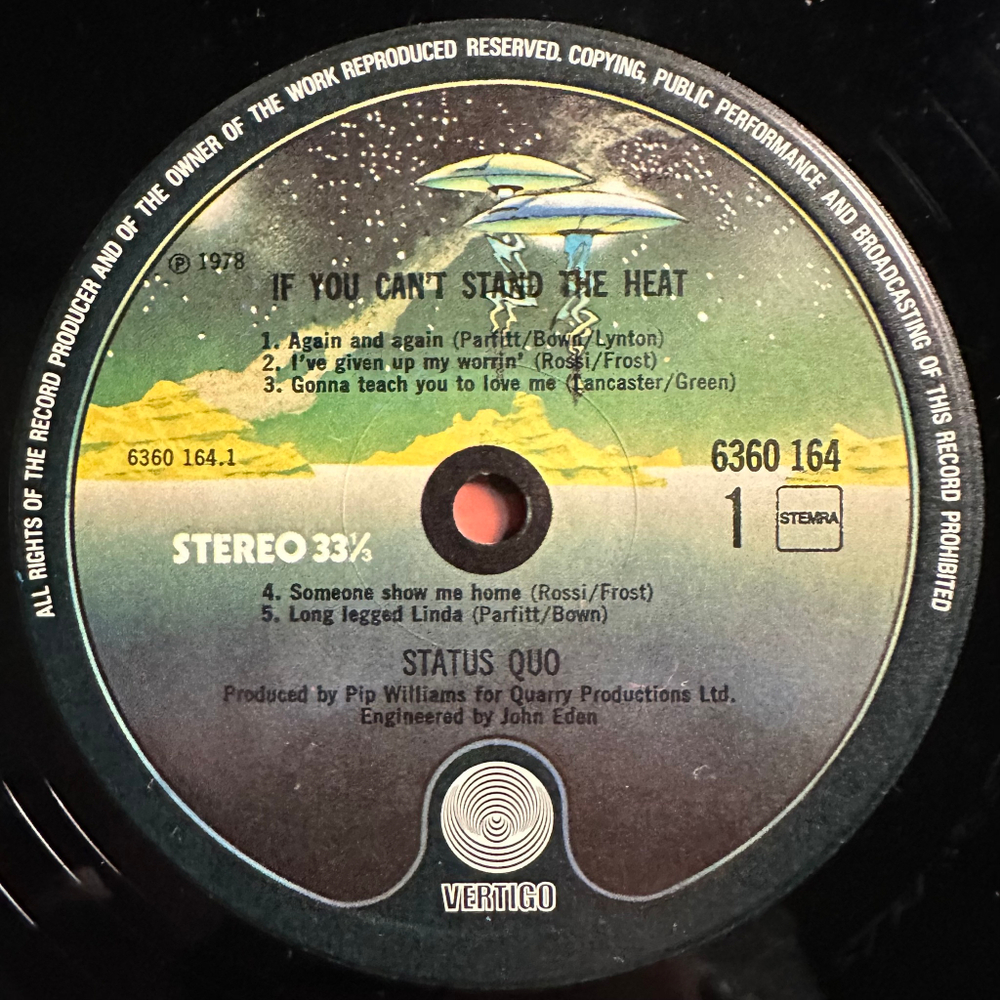 ALL RIGHTS OF THE RECORD PRODUCER AND OF THE OWNER OF THE WORK REPRODUCED RESERVED. COPYING, PUBLIC PERFORMANCE AND BROADCASTING OF THIS RECORD PROHIBITED
℗ 1978
IF YOU CAN'T STAND THE HEAT
1. Again and again (Parfitt/Bown/Lynton)
2. I've given up my worrin' (Rossi/Frost)
3. Gonna teach you to love me (Lancaster/Green)
6360 164.1
6360 164
1
STEMRA
STEREO 33⅓
4. Someone show me home (Rossi/Frost)
5. Long legged Linda (Parfitt/Bown)
STATUS QUO
Produced by Pip Williams for Quarry Productions Ltd.
Engineered by John Eden
VERTIGO